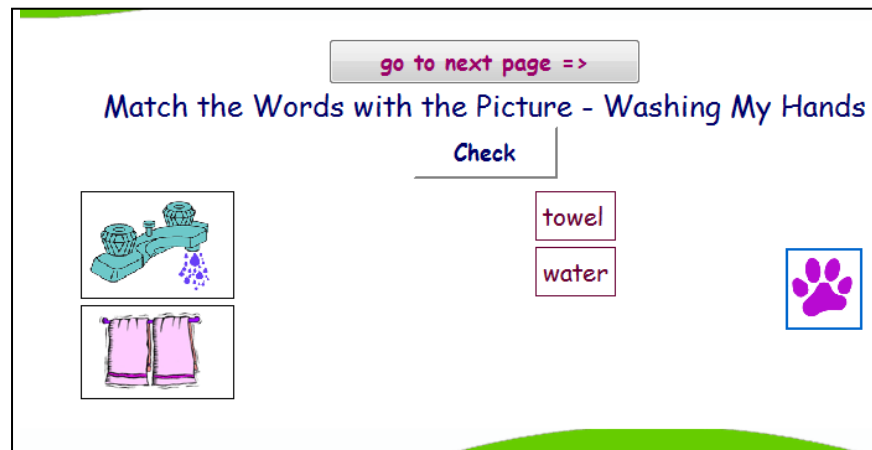 go to next page =>
Match the Words with the Picture - Washing My Hands
Check
towel
water